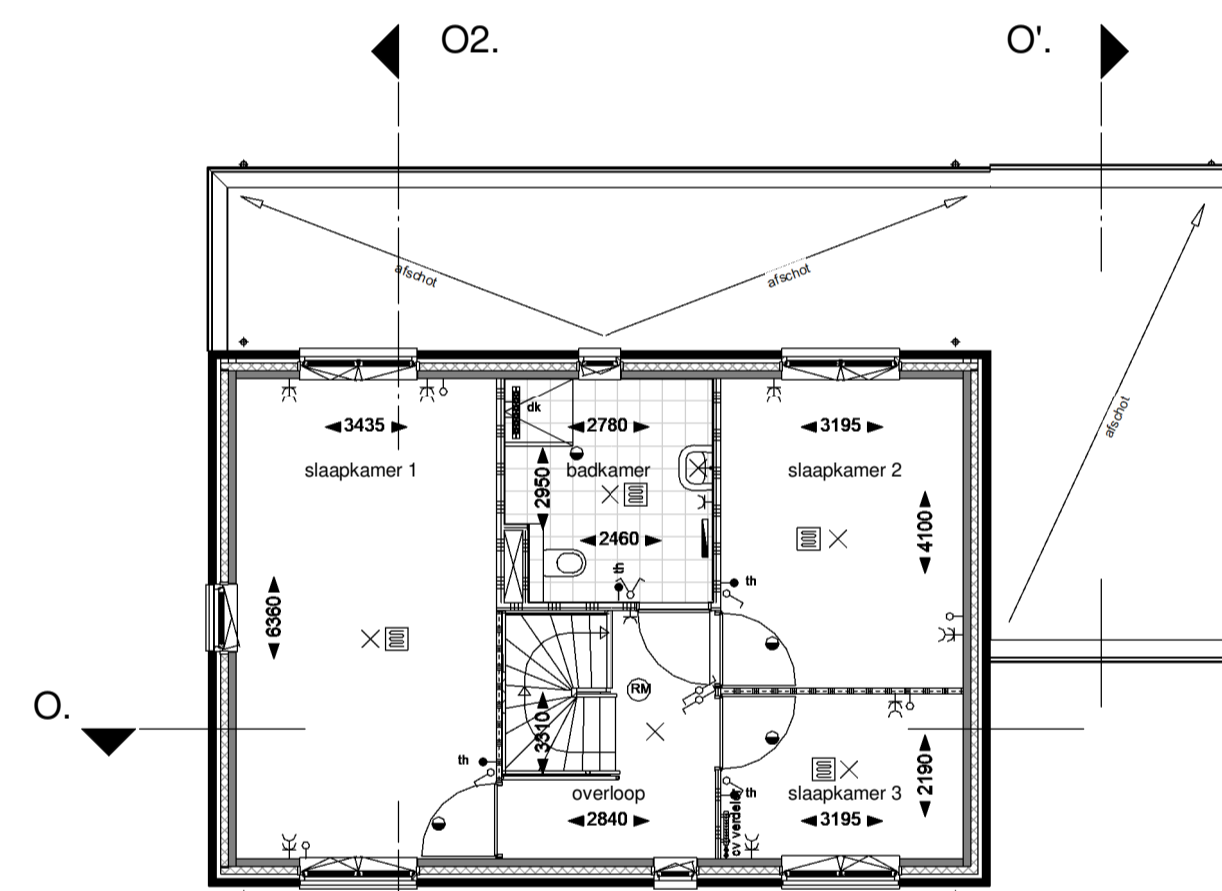 O2.
O'.
afschot
afschot
afschot
dk
3435
2780
3195
slaapkamer 1
badkamer
slaapkamer 2
2950
4100
2460
th
th
6360
RM
O.
3310
th
2190
overloop
slaapkamer 3
th
cv verdeler
2840
3195